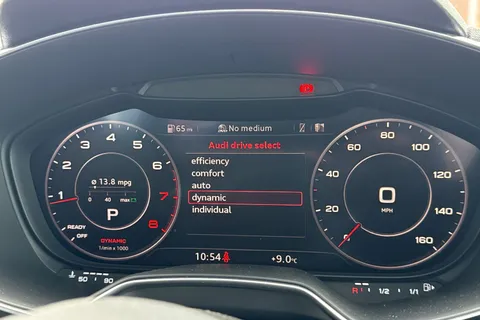 65 mi No medium
Audi drive select
efficiency
comfort
auto
dynamic
individual
10:54 +9.0°C
1 2 3 4 5 6 7 8
ø 13.8 mpg
0 40 max
P
READY
OFF
DYNAMIC
1/min x 1000
20 40 60 80 100 120 140 160
0
MPH
50 90
R 1/2 1/1